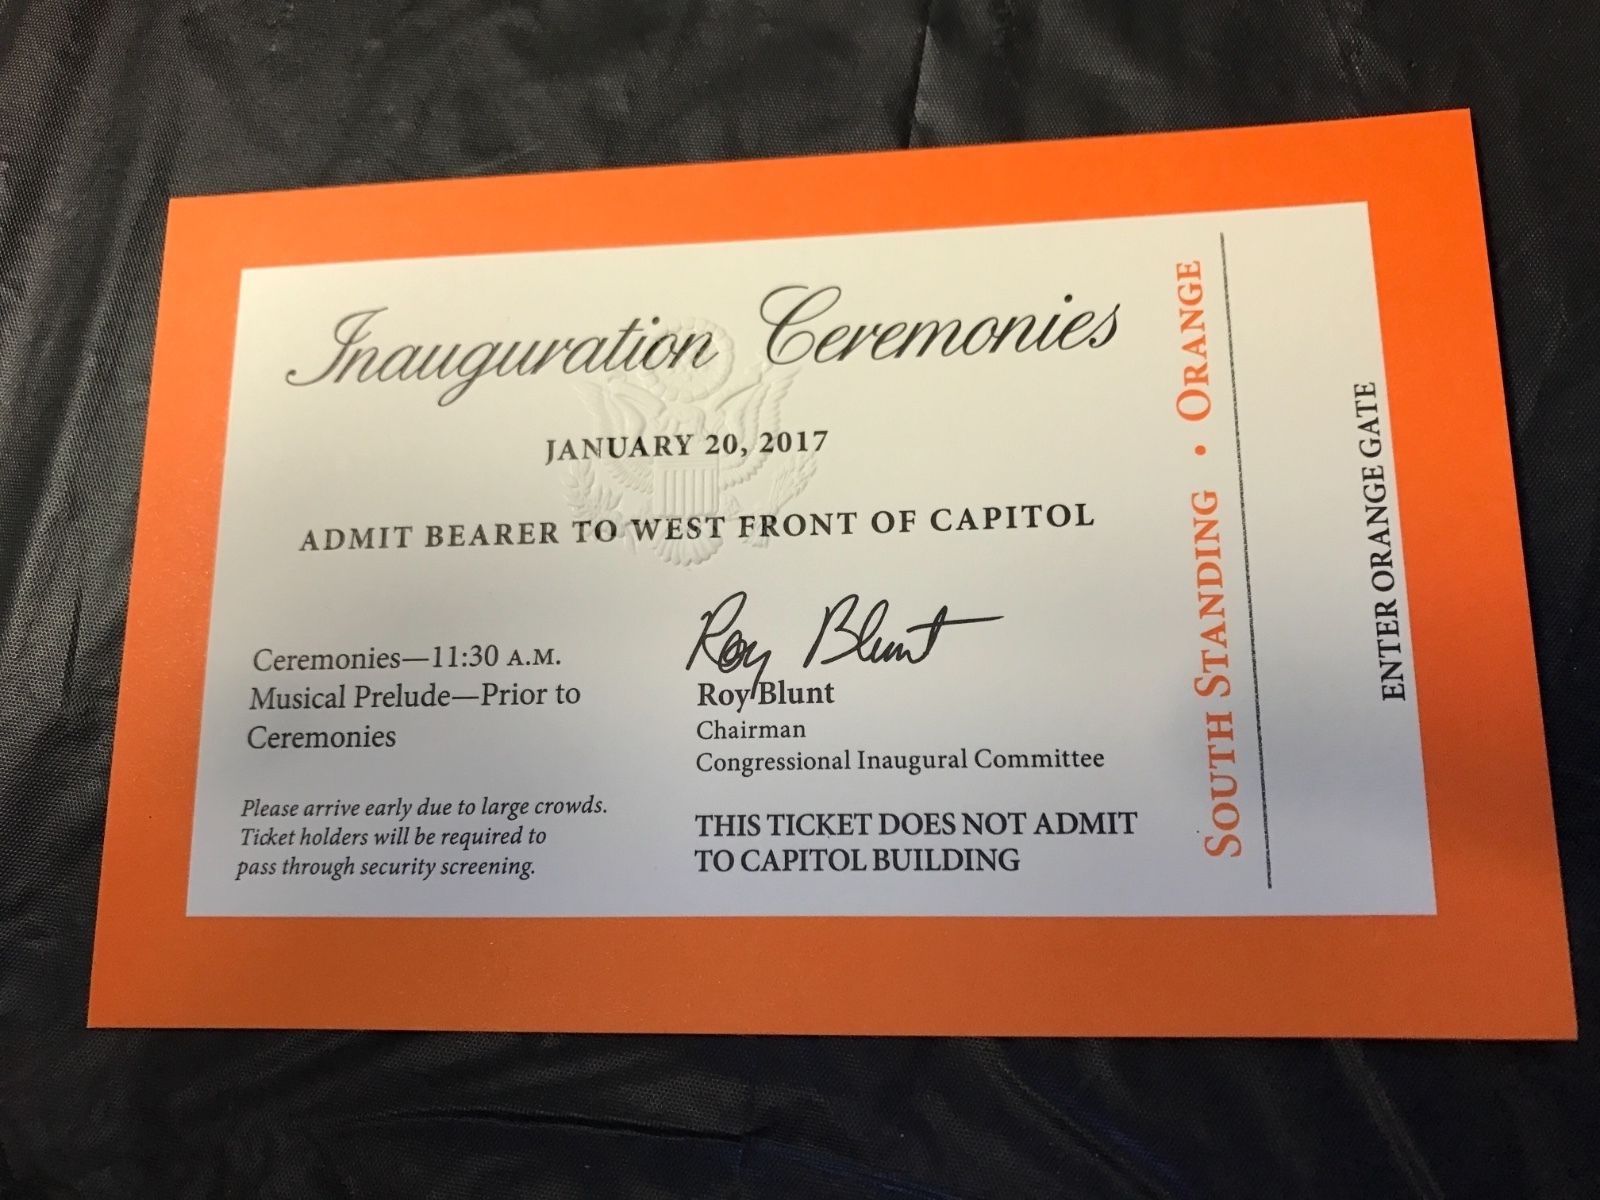 Inauguration Ceremonies
JANUARY 20, 2017
ADMIT BEARER TO WEST FRONT OF CAPITOL
Ceremonies—11:30 A.M.
Musical Prelude—Prior to
Ceremonies
Please arrive early due to large crowds.
Ticket holders will be required to
pass through security screening.
Roy Blunt
Roy Blunt
Chairman
Congressional Inaugural Committee
THIS TICKET DOES NOT ADMIT
TO CAPITOL BUILDING
SOUTH STANDING • ORANGE
ENTER ORANGE GATE